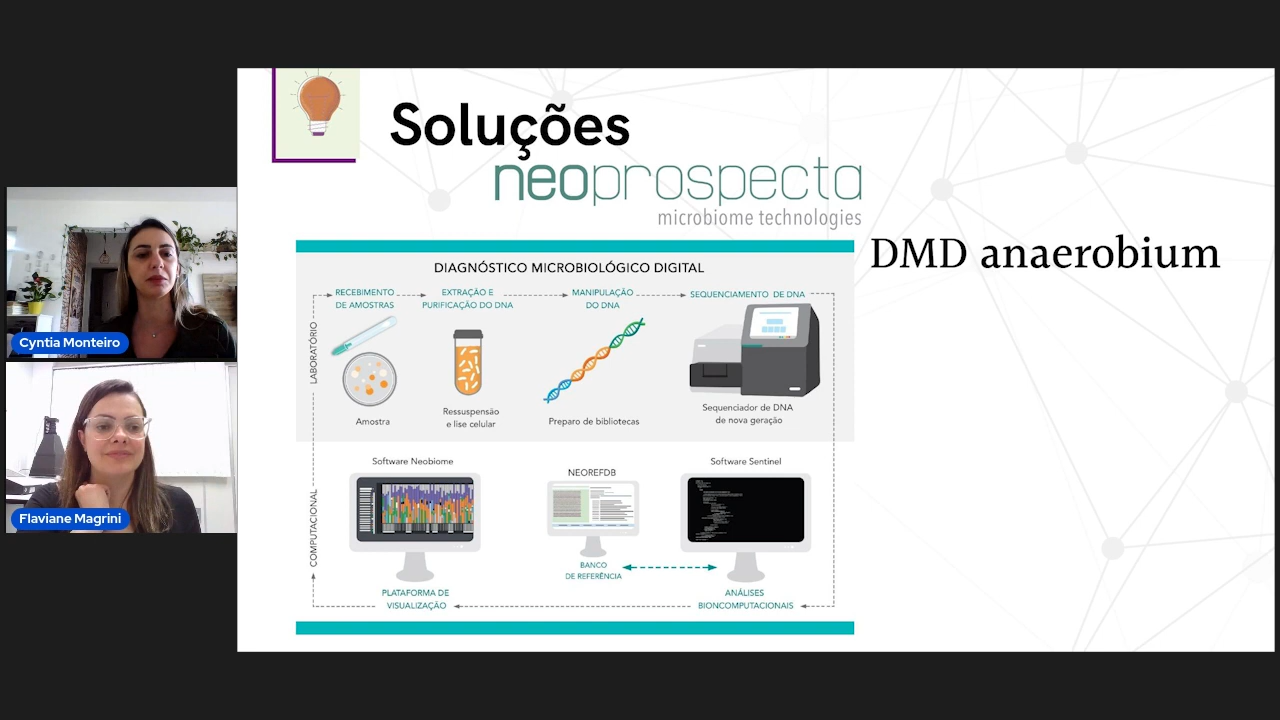 Soluções
neoprospecta
microbiome technologies
DMD anaerobium
DIAGNÓSTICO MICROBIOLÓGICO DIGITAL
LABORATÓRIO
RECEBIMENTO
DE AMOSTRAS
EXTRAÇÃO E
PURIFICAÇÃO DO DNA
MANIPULAÇÃO
DO DNA
SEQUENCIAMENTO DE DNA
Amostra
Ressuspensão
e lise celular
Preparo de bibliotecas
Sequenciador de DNA
de nova geração
COMPUTACIONAL
Software Neobiome
NEOREFDB
Software Sentinel
PLATAFORMA DE
VISUALIZAÇÃO
BANCO
DE REFERÊNCIA
ANÁLISES
BIONCOMPUTACIONAIS
Cyntia Monteiro
Flaviane Magrini